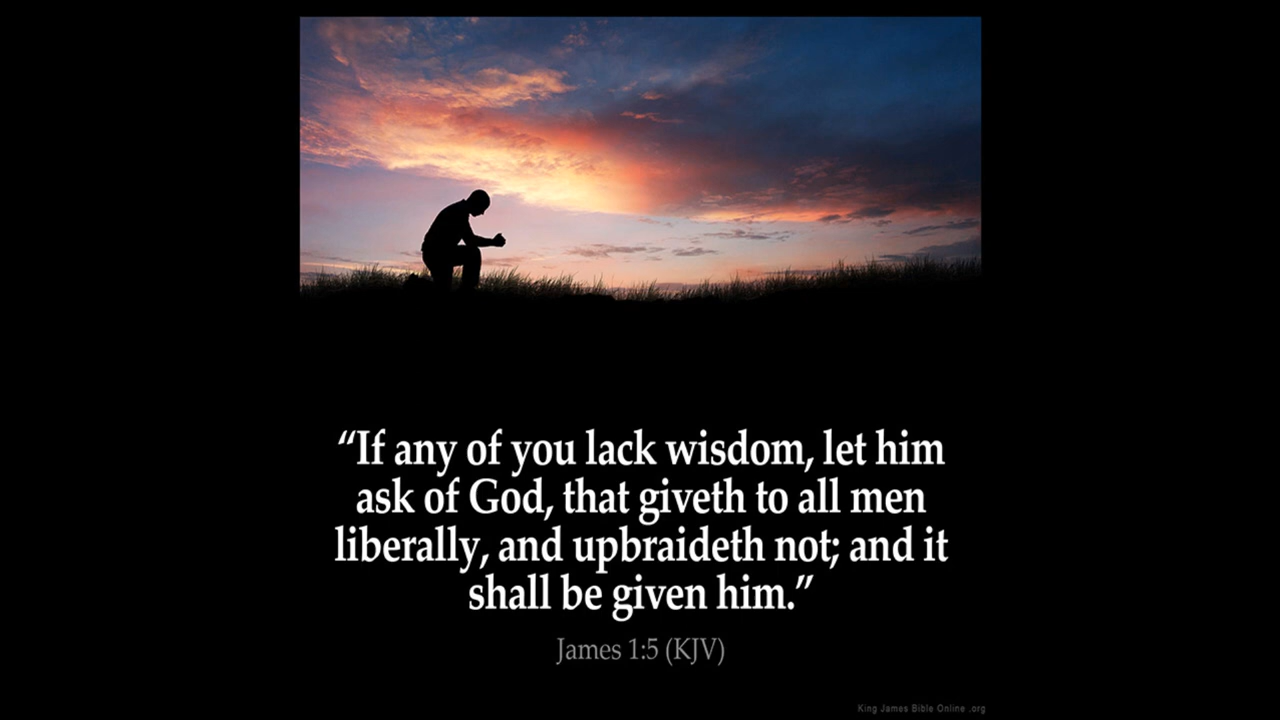 “If any of you lack wisdom, let him
ask of God, that giveth to all men
liberally, and upbraideth not; and it
shall be given him.”
James 1:5 (KJV)
King James Bible Online .org